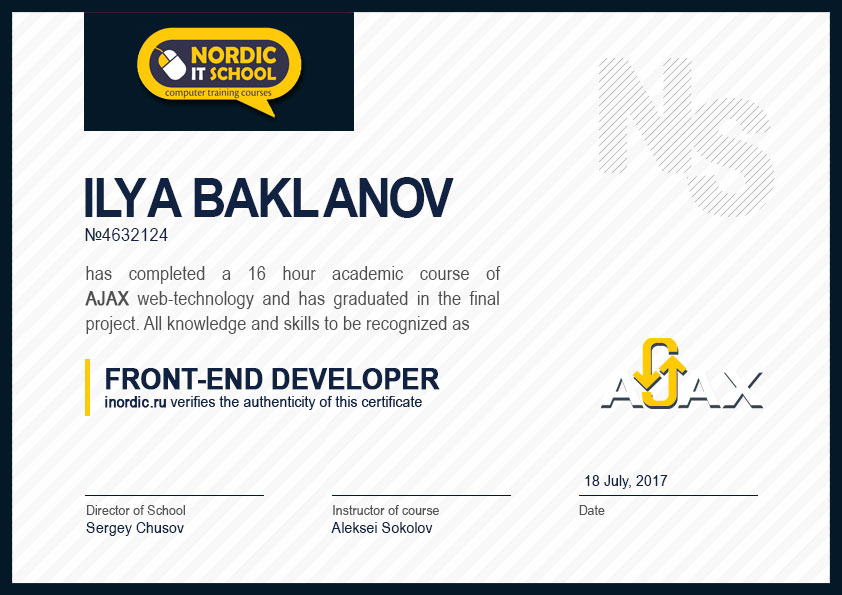 NORDIC
IT SCHOOL
computer training courses
NS
ILYA BAKLANOV
№4632124
has completed a 16 hour academic course of
AJAX web-technology and has graduated in the final
project. All knowledge and skills to be recognized as
FRONT-END DEVELOPER
inordic.ru verifies the authenticity of this certificate
AJAX
18 July, 2017
Director of School
Sergey Chusov
Instructor of course
Aleksei Sokolov
Date